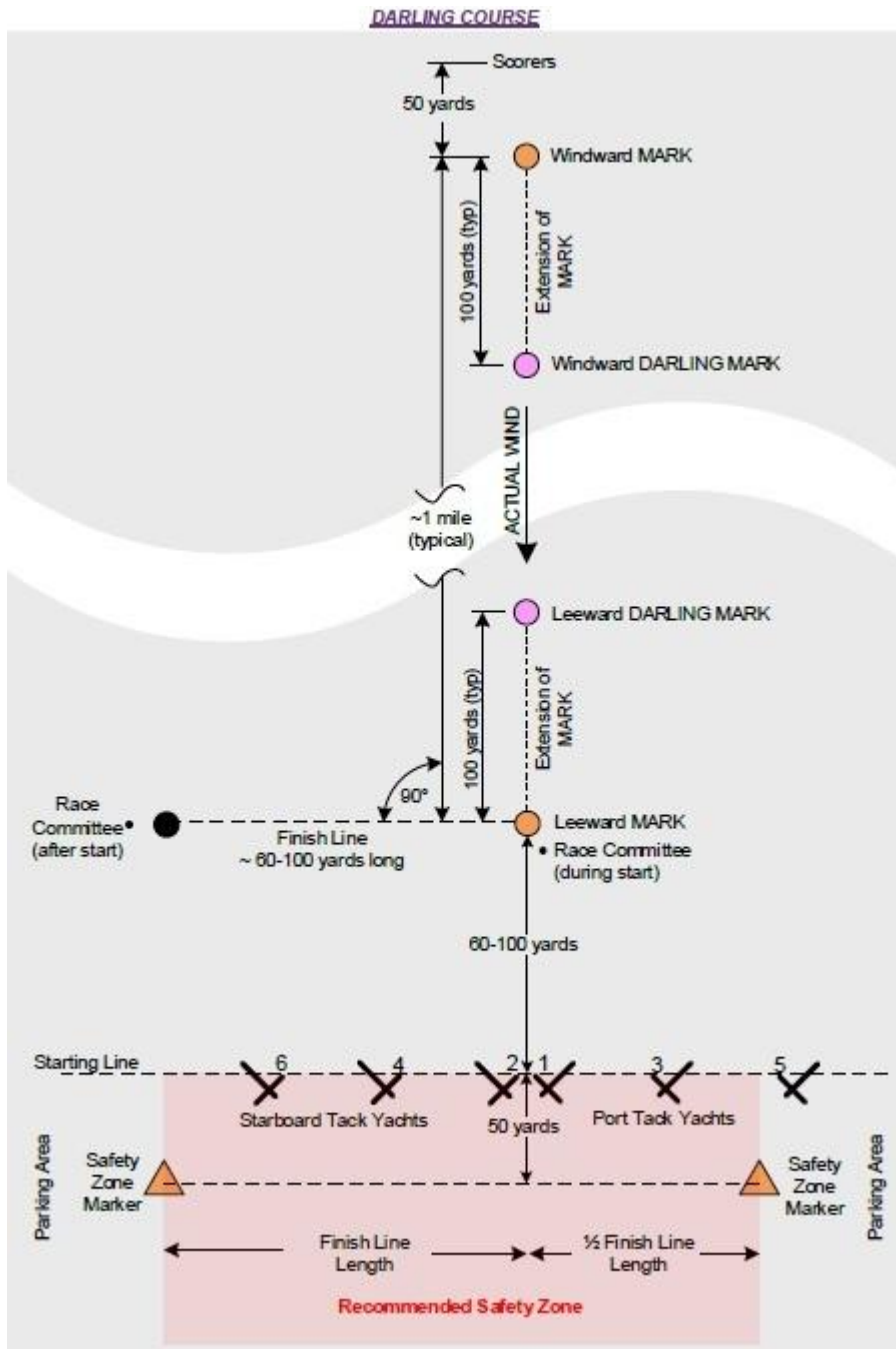 DARLING COURSE
Scorers
50 yards
Windward MARK
100 yards (typ)
Extension of
MARK
Windward DARLING MARK
ACTUAL WIND
~1 mile
(typical)
Leeward DARLING MARK
100 yards (typ)
Extension of
MARK
90°
Race
Committee•
(after start)
Finish Line
~ 60-100 yards long
Leeward MARK
• Race Committee
(during start)
60-100 yards
Starting Line
6
4
2
1
3
5
Starboard Tack Yachts
Port Tack Yachts
50 yards
Parking Area
Safety
Zone
Marker
Safety
Zone
Marker
Parking Area
Finish Line
Length
½ Finish Line
Length
Recommended Safety Zone